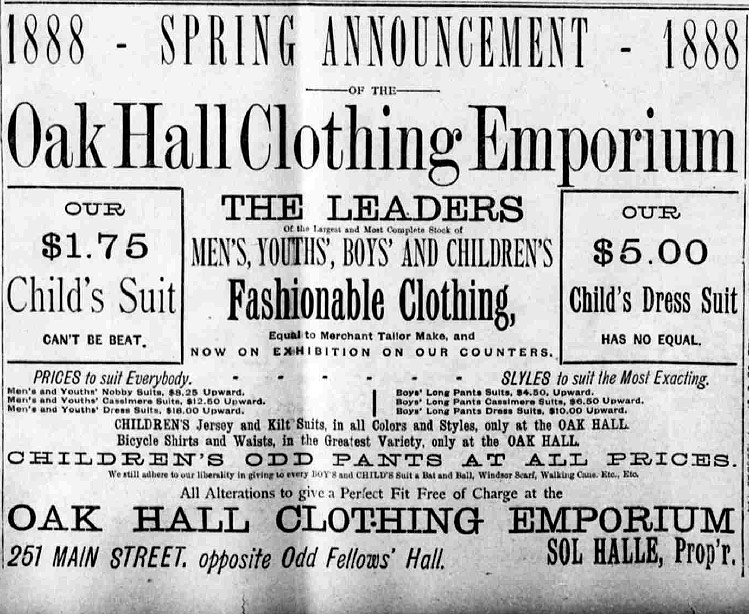 1888 - SPRING ANNOUNCEMENT - 1888
OF THE
Oak Hall Clothing Emporium
OUR
$1.75
Child's Suit
CAN'T BE BEAT.
THE LEADERS
Of the Largest and Most Complete Stock of
MEN'S, YOUTHS', BOYS' AND CHILDREN'S
Fashionable Clothing,
Equal to Merchant Tailor Make, and
NOW ON EXHIBITION ON OUR COUNTERS.
OUR
$5.00
Child's Dress Suit
HAS NO EQUAL.
PRICES to suit Everybody. - - - - - - SLYLES to suit the Most Exacting.
Men's and Youths' Nobby Suits, $8.25 Upward.
Men's and Youths' Cassimere Suits, $12.50 Upward.
Men's and Youths' Dress Suits, $18.00 Upward.
Boys' Long Pants Suits, $4.50, Upward.
Boys' Long Pants Cassimere Suits, $6.50 Upward.
Boys' Long Pants Dress Suits, $10.00 Upward.
CHILDREN'S Jersey and Kilt Suits, in all Colors and Styles, only at the OAK HALL.
Bicycle Shirts and Waists, in the Greatest Variety, only at the OAK HALL.
CHILDREN'S ODD PANTS AT ALL PRICES.
We still adhere to our liberality in giving to every BOY'S and CHILD'S Suit a Bat and Ball, Windsor Scarf, Walking Cane. Etc., Etc.
All Alterations to give a Perfect Fit Free of Charge at the
OAK HALL CLOTHING EMPORIUM
251 MAIN STREET. opposite Odd Fellows' Hall.
SOL HALLE, Prop'r.